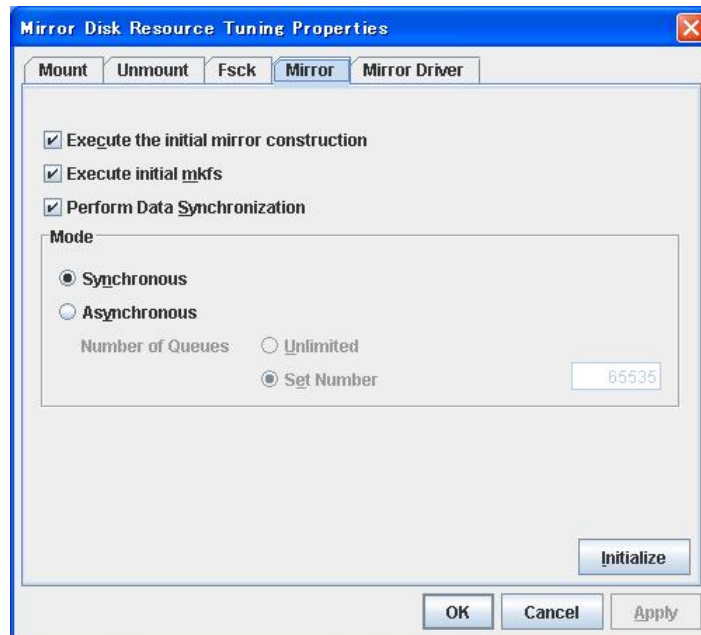 Mirror Disk Resource Tuning Properties
Mount Unmount Fsck Mirror Mirror Driver
Execute the initial mirror construction
Execute initial mkfs
Perform Data Synchronization
Mode
Synchronous
Asynchronous
Number of Queues Unlimited
Set Number 65535
Initialize
OK Cancel Apply